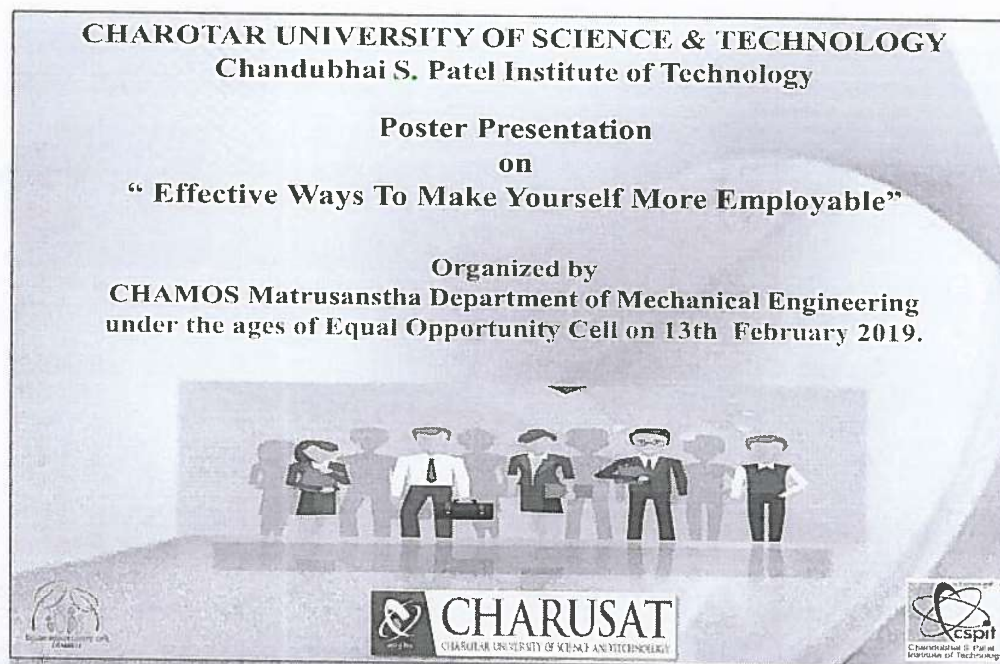 CHAROTAR UNIVERSITY OF SCIENCE & TECHNOLOGY
Chandubhai S. Patel Institute of Technology
Poster Presentation
on
“ Effective Ways To Make Yourself More Employable”
Organized by
CHAMOS Matrusanstha Department of Mechanical Engineering
under the ages of Equal Opportunity Cell on 13th February 2019.
CHARUSAT
CHAROTAR UNIVERSITY OF SCIENCE AND TECHNOLOGY
cspit
Chandubhai S. Patel
Institute of Technology